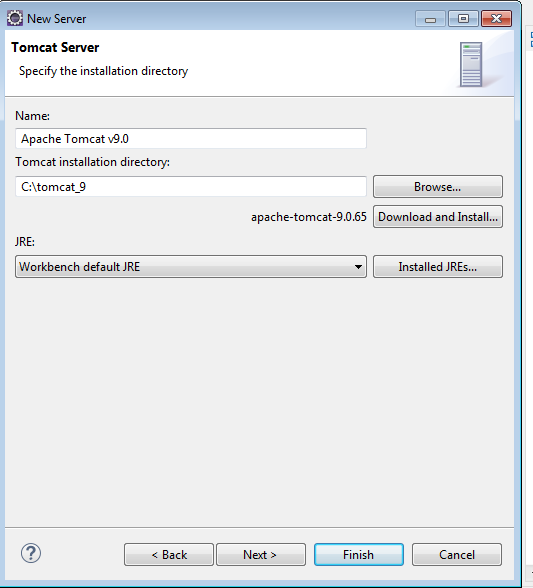 New Server
Tomcat Server
Specify the installation directory
Name:
Apache Tomcat v9.0
Tomcat installation directory:
C:\tomcat_9
Browse...
apache-tomcat-9.0.65 Download and Install...
JRE:
Workbench default JRE
Installed JREs...
?
< Back Next > Finish Cancel